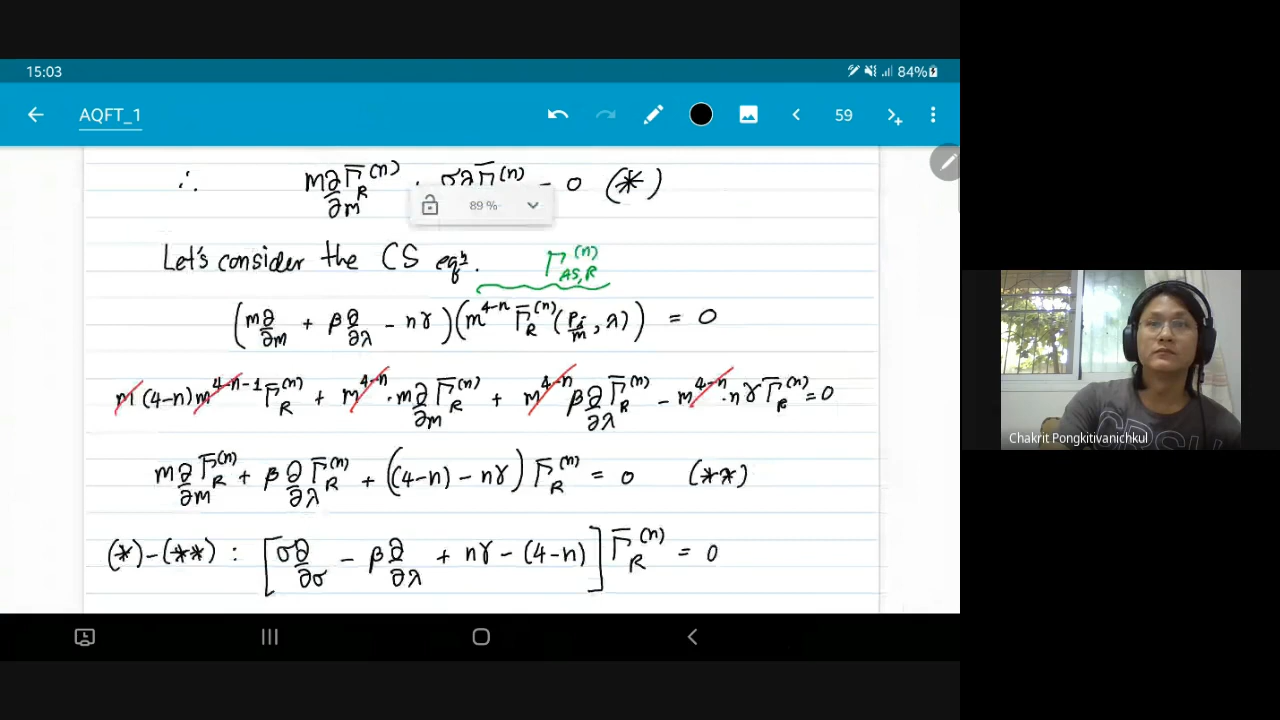 15:03 84%
AQFT_1 59
∴ m∂/∂m Γ̄_R^(n) σ∂ Γ̄^(n) = 0 (*)
89 %
Let's consider the CS eqⁿ. Γ_AS,R^(n)
(m∂/∂m + β∂/∂λ - nγ)(m^(4-n) Γ̄_R^(n)(p_i/m, λ)) = 0
m(4-n)m^(4-n-1) Γ̄_R^(n) + m^(4-n)·m∂/∂m Γ̄_R^(n) + m^(4-n) β∂/∂λ Γ̄_R^(n) - m^(4-n)·nγ Γ̄_R^(n) = 0
m∂/∂m Γ̄_R^(n) + β∂/∂λ Γ̄_R^(n) + ((4-n) - nγ) Γ̄_R^(n) = 0 (**)
(*)-(**) : [σ∂/∂σ - β∂/∂λ + nγ - (4-n)] Γ̄_R^(n) = 0
Chakrit Pongkitivanichkul